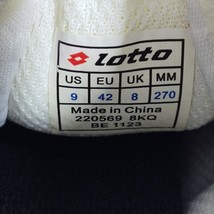 lotto
US EU UK MM
9 42 8 270
Made in
China
220569 8KQ
BE 1123